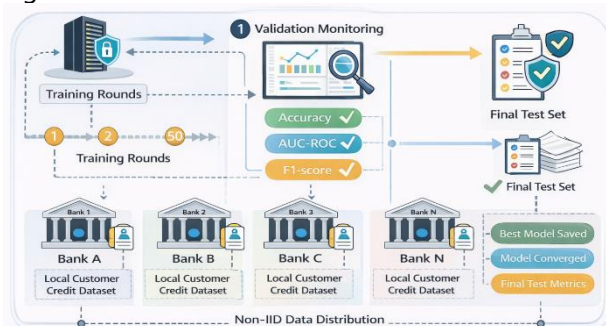 1 Validation Monitoring
Training Rounds
1 2 50
Training Rounds
Accuracy
AUC-ROC
F1-score
Final Test Set
Final Test Set
Bank 1
Bank A
Local Customer
Credit Dataset
Bank 2
Bank B
Local Customer
Credit Dataset
Bank 3
Bank C
Local Customer
Credit Dataset
Bank N
Bank N
Local Customer
Credit Dataset
Best Model Saved
Model Converged
Final Test Metrics
Non-IID Data Distribution